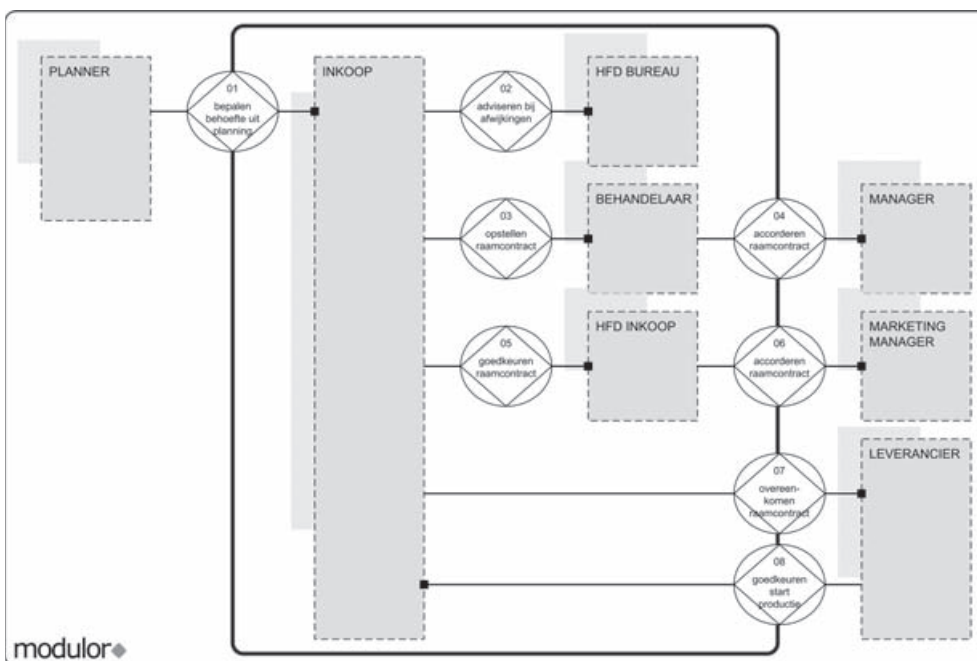 PLANNER
01
bepalen
behoefte uit
planning
INKOOP
02
adviseren bij
afwijkingen
HFD BUREAU
03
opstellen
raamcontract
BEHANDELAAR
04
accorderen
raamcontract
MANAGER
05
goedkeuren
raamcontract
HFD INKOOP
06
accorderen
raamcontract
MARKETING
MANAGER
07
overeen-
komen
raamcontract
LEVERANCIER
08
goedkeuren
start
productie
modulor